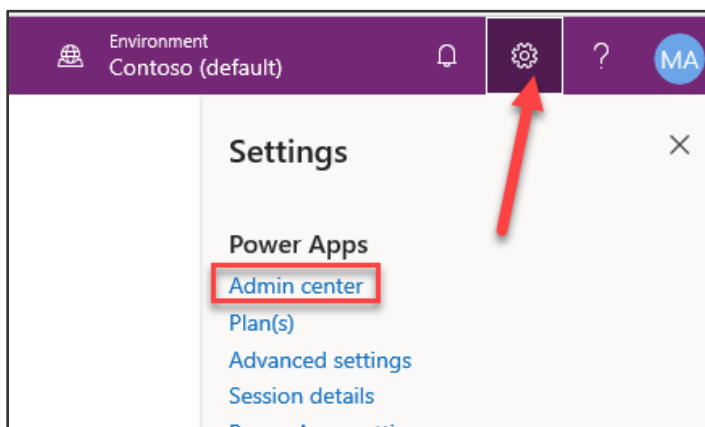 Environment
Contoso (default)
?
MA
Settings
Power Apps
Admin center
Plan(s)
Advanced settings
Session details